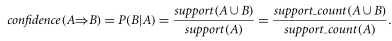 confidence(A⇒B) = P(B|A) = support(A ∪ B) / support(A) = support_count(A ∪ B) / support_count(A).